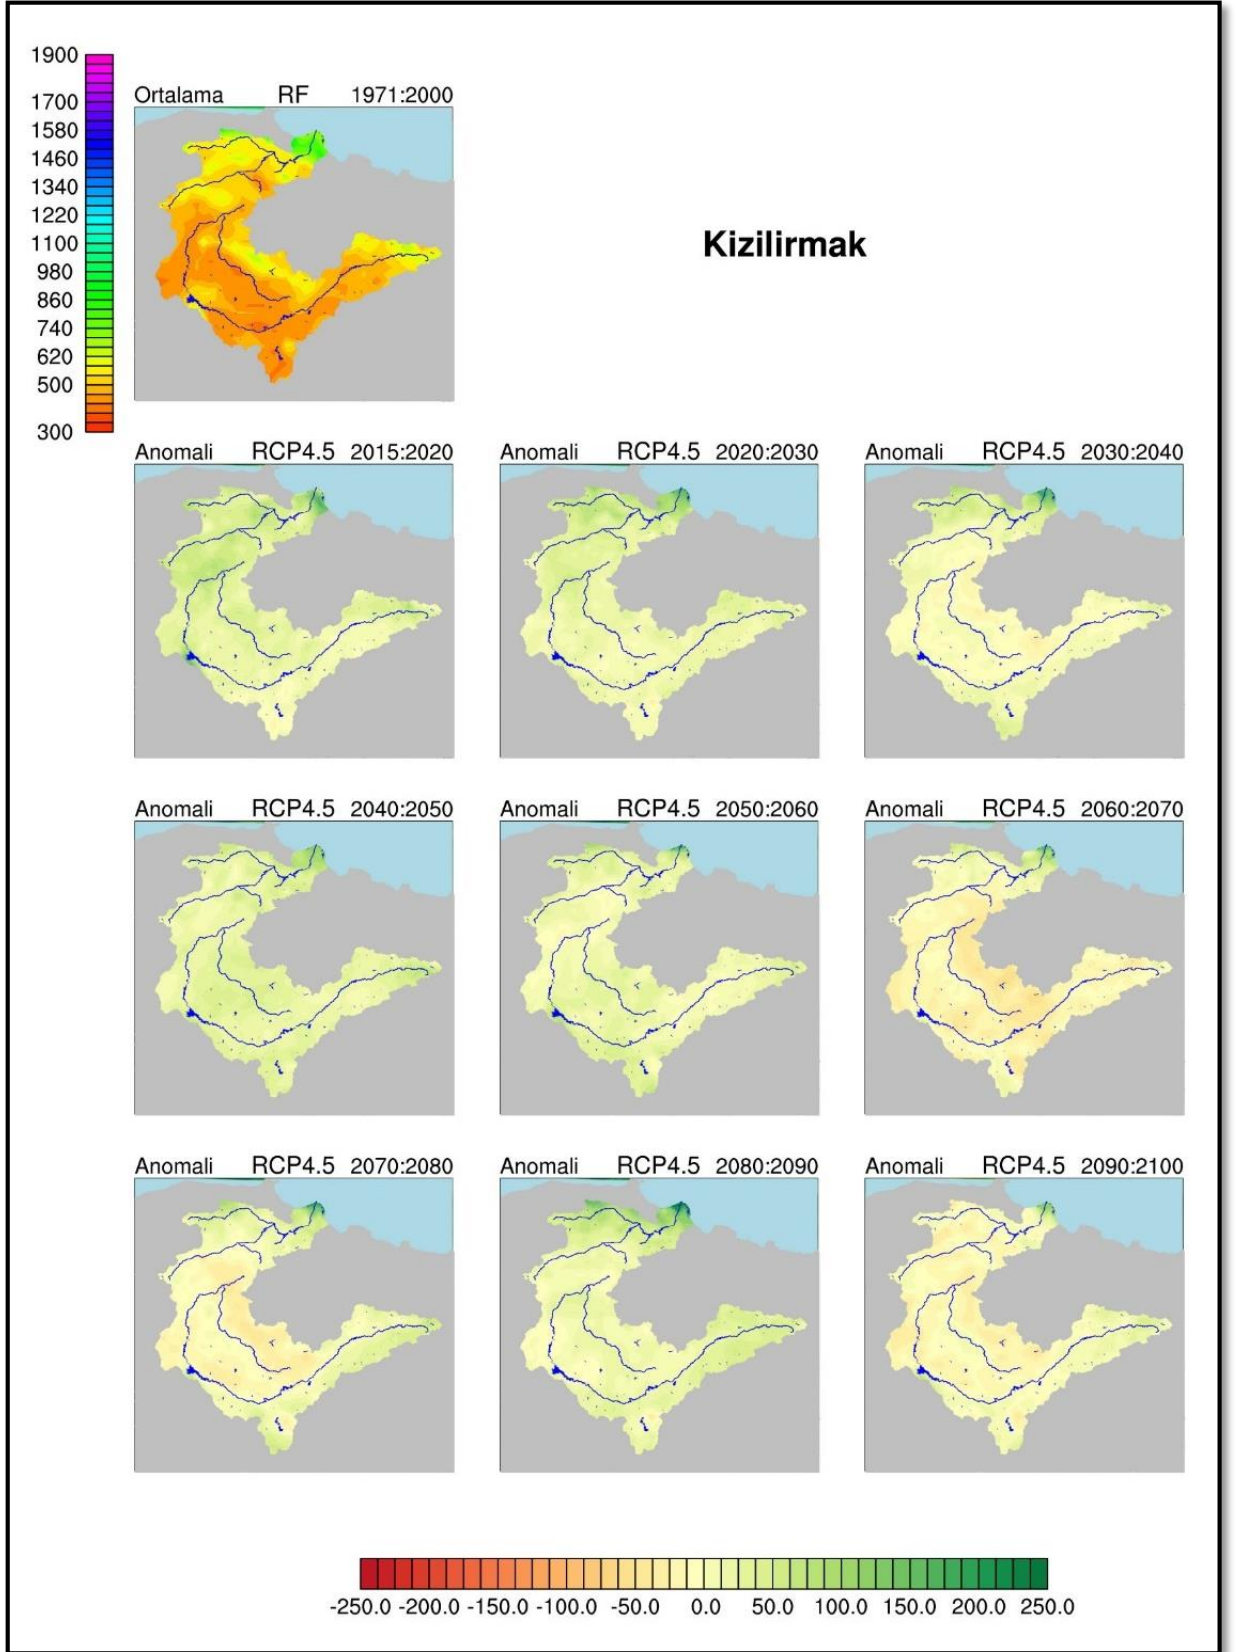 1900
1700
1580
1460
1340
1220
1100
980
860
740
620
500
300
Ortalama RF 1971:2000
Kizilirmak
Anomali RCP4.5 2015:2020
Anomali RCP4.5 2020:2030
Anomali RCP4.5 2030:2040
Anomali RCP4.5 2040:2050
Anomali RCP4.5 2050:2060
Anomali RCP4.5 2060:2070
Anomali RCP4.5 2070:2080
Anomali RCP4.5 2080:2090
Anomali RCP4.5 2090:2100
-250.0 -200.0 -150.0 -100.0 -50.0 0.0 50.0 100.0 150.0 200.0 250.0